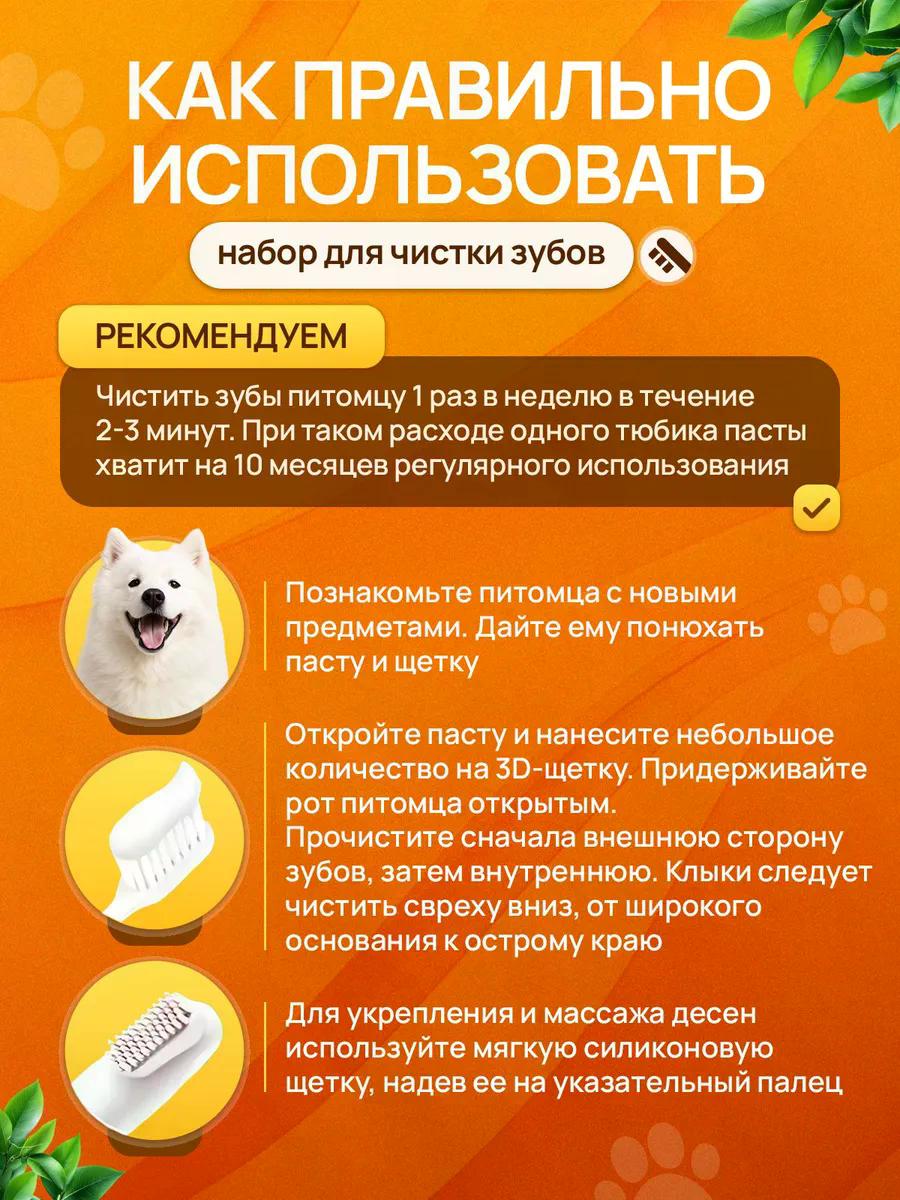 КАК ПРАВИЛЬНО
ИСПОЛЬЗОВАТЬ
набор для чистки зубов
РЕКОМЕНДУЕМ
Чистить зубы питомцу 1 раз в неделю в течение
2-3 минут. При таком расходе одного тюбика пасты
хватит на 10 месяцев регулярного использования
Познакомьте питомца с новыми
предметами. Дайте ему понюхать
пасту и щетку
Откройте пасту и нанесите небольшое
количество на 3D-щетку. Придерживайте
рот питомца открытым.
Прочистите сначала внешнюю сторону
зубов, затем внутреннюю. Клыки следует
чистить свреху вниз, от широкого
основания к острому краю
Для укрепления и массажа десен
используйте мягкую силиконовую
щетку, надев ее на указательный палец